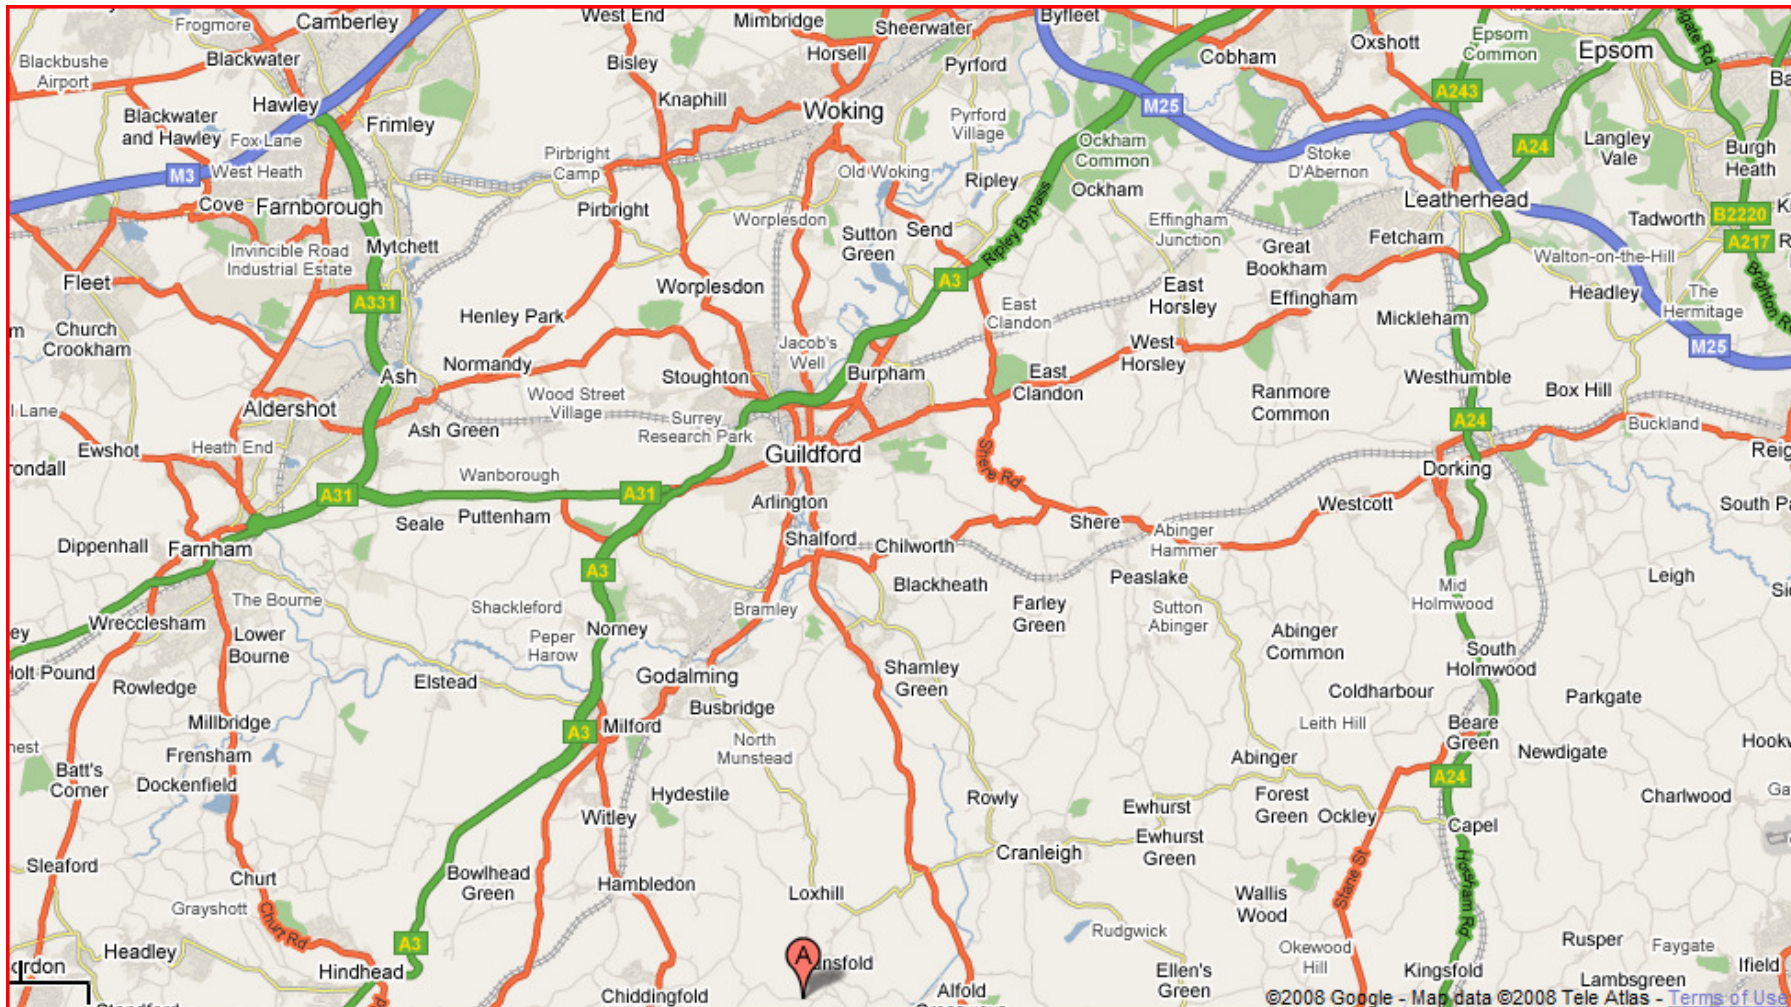 Frogmore
Camberley
West End
Mimbridge
Sheerwater
Byfleet
Oxshott
Epsom
Common
Epsom
Blackbushe
Airport
Blackwater
Bisley
Horsell
Pyrford
Cobham
A243
Hawley
Knaphill
Woking
M25
Blackwater
and Hawley
Fox Lane
Frimley
Pyrford
Village
Ockham
Common
A24
Langley
Vale
Burgh
Heath
M3
West Heath
Pirbright
Camp
Old Woking
Ripley
Ockham
Stoke
D'Abernon
Cove
Farnborough
Pirbright
Worplesdon
Send
Ripley Bypass
Effingham
Junction
Leatherhead
Tadworth
B2220
A217
Invincible Road
Industrial Estate
Mytchett
Sutton
Green
Great
Bookham
Fetcham
Walton-on-the-Hill
Fleet
A331
Worplesdon
A3
East
Horsley
Effingham
Headley
The
Hermitage
Brighton
Church
Crookham
Henley Park
East
Clandon
Mickleham
M25
Normandy
Jacob's
Well
West
Horsley
Ash
Stoughton
Burpham
East
Clandon
Westhumble
Box Hill
Aldershot
Wood Street
Village
Ranmore
Common
Lane
Surrey
Research Park
A24
Buckland
Ewshot
Heath End
Ash Green
Guildford
Shere Rd
Dorking
Wanborough
A31
A31
Arlington
Westcott
Seale
Puttenham
Shere
Abinger
Hammer
Dippenhall
Farnham
Shalford
Chilworth
A3
Blackheath
Peaslake
Leigh
The Bourne
Shackleford
Bramley
Farley
Green
Sutton
Abinger
Mid
Holmwood
Wrecclesham
Lower
Bourne
Peper
Harow
Norney
Abinger
Common
South
Holmwood
Holt Pound
Rowledge
Elstead
Godalming
Shamley
Green
Coldharbour
Parkgate
Millbridge
Busbridge
Leith Hill
Beare
Green
A3
Milford
North
Munstead
Newdigate
Frensham
Abinger
Batt's
Corner
Dockenfield
Hydestile
Rowly
Ewhurst
Forest
Green
Ockley
A24
Charlwood
Witley
Ewhurst
Green
Capel
Sleaford
Churt
Bowlhead
Green
Hambledon
Loxhill
Cranleigh
Stane St
Horsham Rd
Grayshott
Churt Rd
Wallis
Wood
Rudgwick
Headley
A3
A
Okewood
Hill
Rusper
Faygate
Hindhead
Chiddingfold
Alfold
Ellen's
Green
Kingsfold
Lambsgreen
Ifield
©2008 Google - Map data ©2008 Tele Atlas - Terms of Use